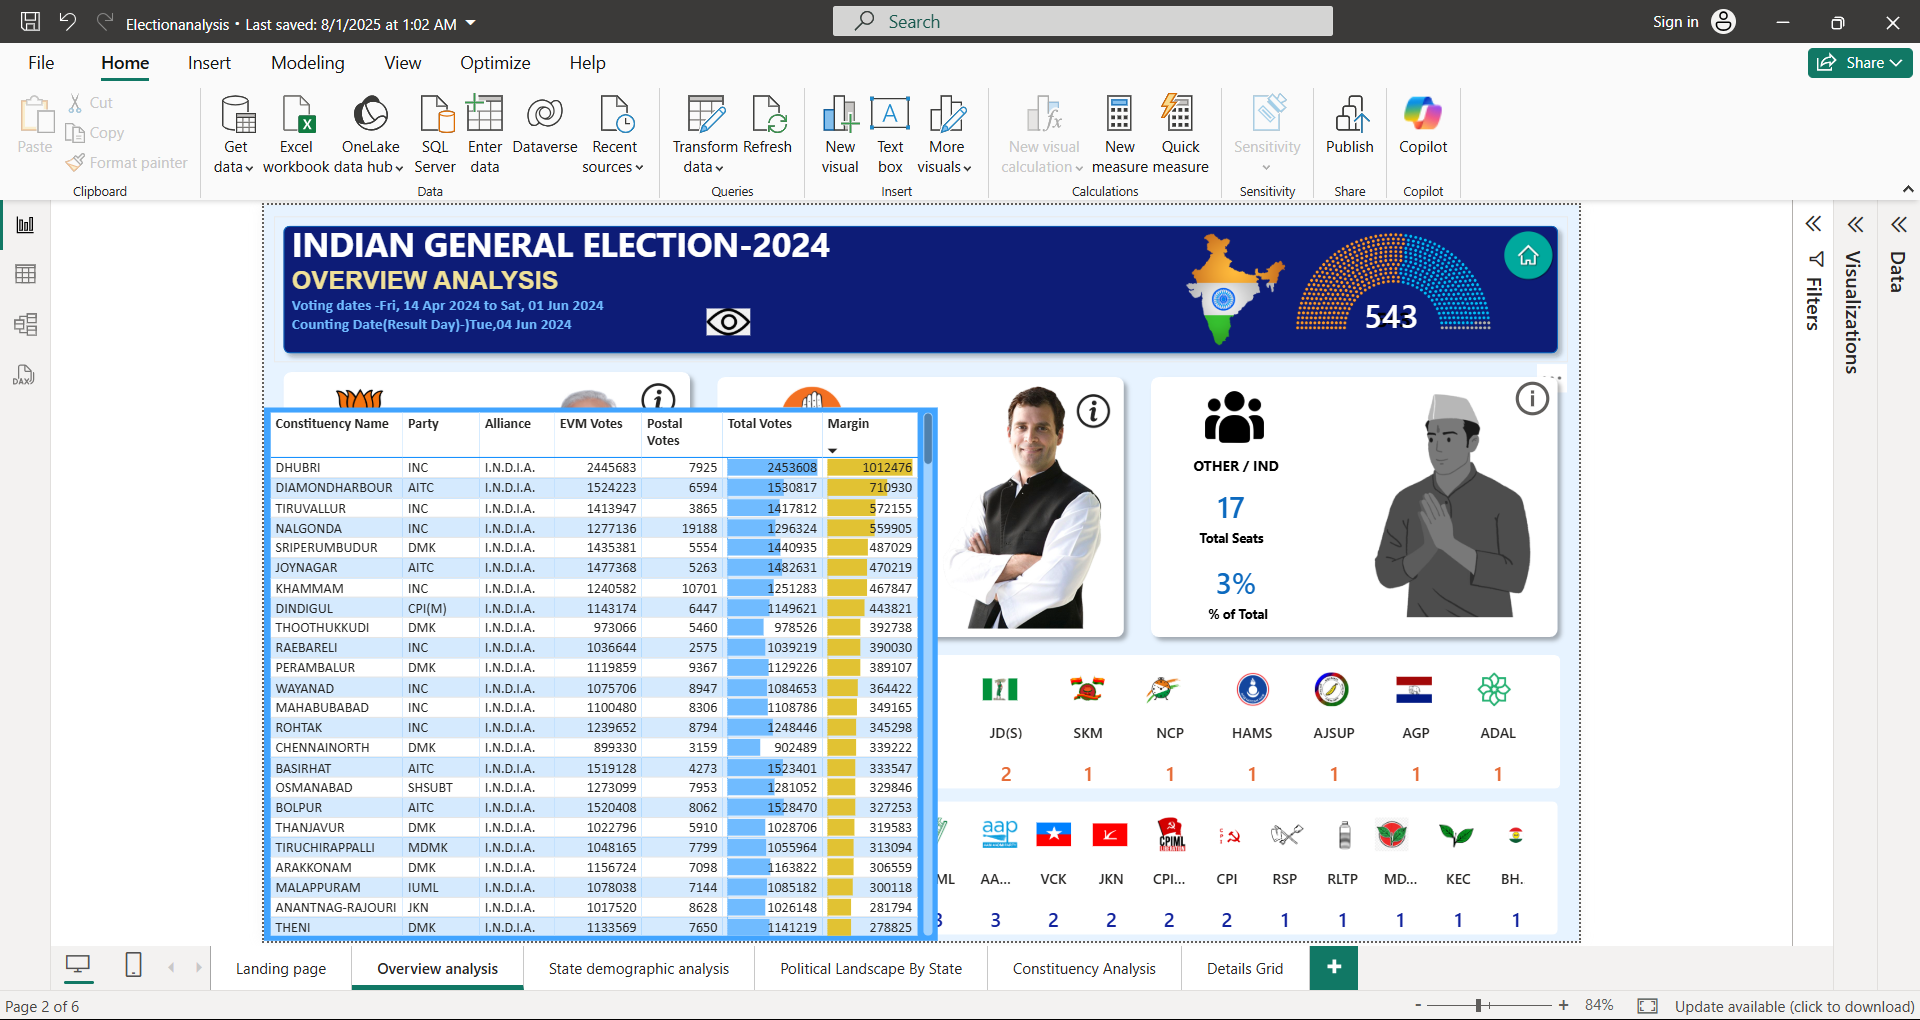 Electionanalysis • Last saved: 8/1/2025 at 1:02 AM
Search
Sign in
File Home Insert Modeling View Optimize Help
Share
Paste
Cut
Copy
Format painter
Clipboard
Get data
Excel workbook
OneLake data hub
SQL Server
Enter data
Dataverse
Recent sources
Data
Transform data
Refresh
Queries
New visual
Text box
More visuals
Insert
New visual calculation
New measure
Quick measure
Calculations
Sensitivity
Sensitivity
Publish
Share
Copilot
Copilot
INDIAN GENERAL ELECTION-2024
OVERVIEW ANALYSIS
Voting dates -Fri, 14 Apr 2024 to Sat, 01 Jun 2024
Counting Date(Result Day)-)Tue,04 Jun 2024
543
Filters
Visualizations
Data
Constituency Name Party Alliance EVM Votes Postal Votes Total Votes Margin
DHUBRI INC I.N.D.I.A. 2445683 7925 2453608 1012476
DIAMONDHARBOUR AITC I.N.D.I.A. 1524223 6594 1530817 710930
TIRUVALLUR INC I.N.D.I.A. 1413947 3865 1417812 572155
NALGONDA INC I.N.D.I.A. 1277136 19188 1296324 559905
SRIPERUMBUDUR DMK I.N.D.I.A. 1435381 5554 1440935 487029
JOYNAGAR AITC I.N.D.I.A. 1477368 5263 1482631 470219
KHAMMAM INC I.N.D.I.A. 1240582 10701 1251283 467847
DINDIGUL CPI(M) I.N.D.I.A. 1143174 6447 1149621 443821
THOOTHUKKUDI DMK I.N.D.I.A. 973066 5460 978526 392738
RAEBARELI INC I.N.D.I.A. 1036644 2575 1039219 390030
PERAMBALUR DMK I.N.D.I.A. 1119859 9367 1129226 389107
WAYANAD INC I.N.D.I.A. 1075706 8947 1084653 364422
MAHABUBABAD INC I.N.D.I.A. 1100480 8306 1108786 349165
ROHTAK INC I.N.D.I.A. 1239652 8794 1248446 345298
CHENNAINORTH DMK I.N.D.I.A. 899330 3159 902489 339222
BASIRHAT AITC I.N.D.I.A. 1519128 4273 1523401 333547
OSMANABAD SHSUBT I.N.D.I.A. 1273099 7953 1281052 329846
BOLPUR AITC I.N.D.I.A. 1520408 8062 1528470 327253
THANJAVUR DMK I.N.D.I.A. 1022796 5910 1028706 319583
TIRUCHIRAPPALLI MDMK I.N.D.I.A. 1048165 7799 1055964 313094
ARAKKONAM DMK I.N.D.I.A. 1156724 7098 1163822 306559
MALAPPURAM IUML I.N.D.I.A. 1078038 7144 1085182 300118
ANANTNAG-RAJOURI JKN I.N.D.I.A. 1017520 8628 1026148 281794
THENI DMK I.N.D.I.A. 1133569 7650 1141219 278825
OTHER / IND
17
Total Seats
3%
% of Total
JD(S) SKM NCP HAMS AJSUP AGP ADAL
2 1 1 1 1 1 1
aap
CPIML
ML AA... VCK JKN CPI... CPI RSP RLTP MD... KEC BH.
3 3 2 2 2 2 1 1 1 1 1
Landing page
Overview analysis
State demographic analysis
Political Landscape By State
Constituency Analysis
Details Grid
Page 2 of 6
84%
Update available (click to download)